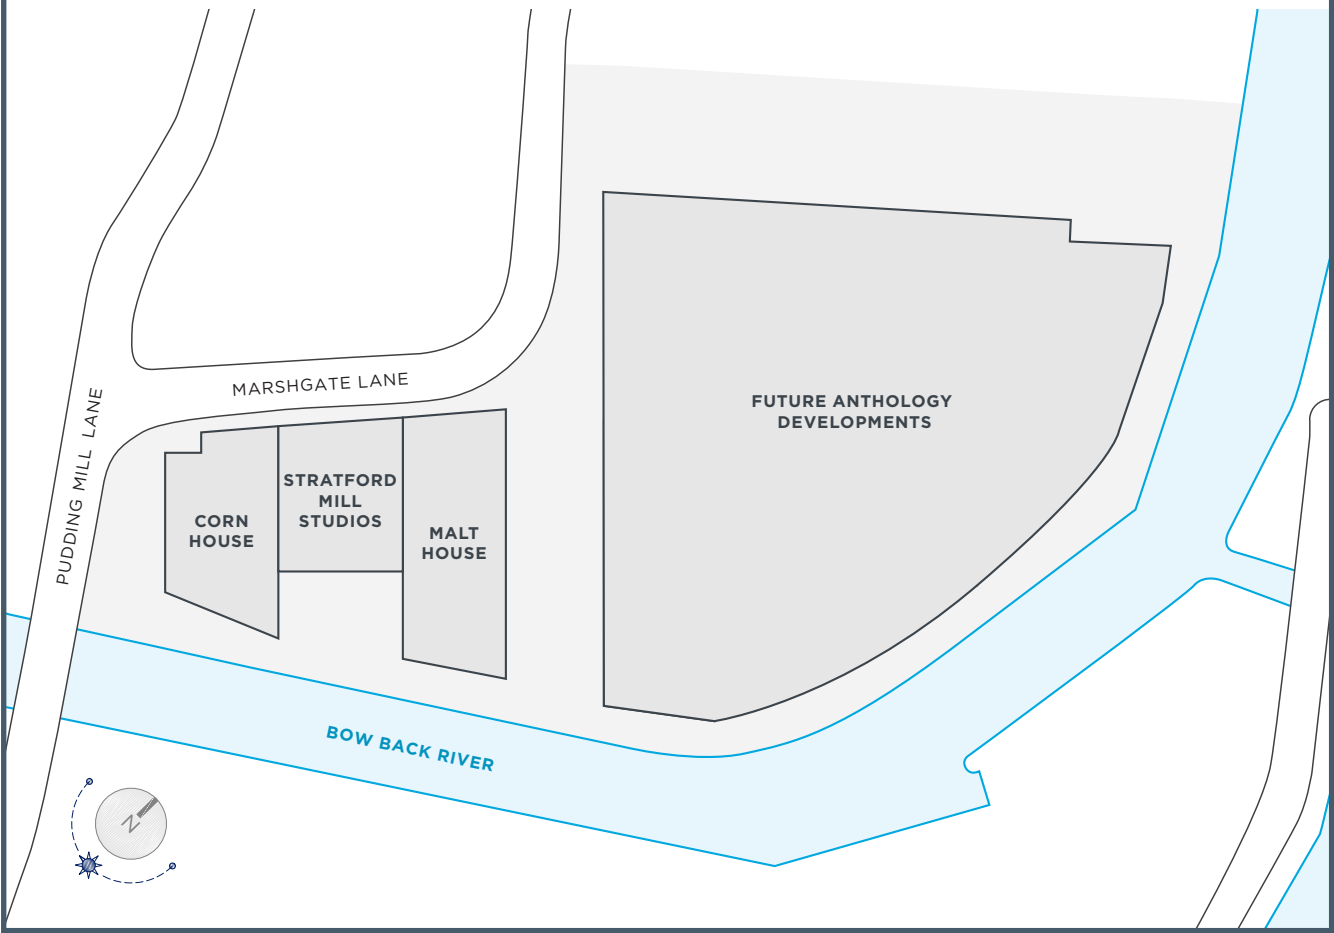 MARSHGATE LANE
PUDDING MILL LANE
FUTURE ANTHOLOGY
DEVELOPMENTS
CORN
HOUSE
STRATFORD
MILL
STUDIOS
MALT
HOUSE
BOW BACK RIVER
N